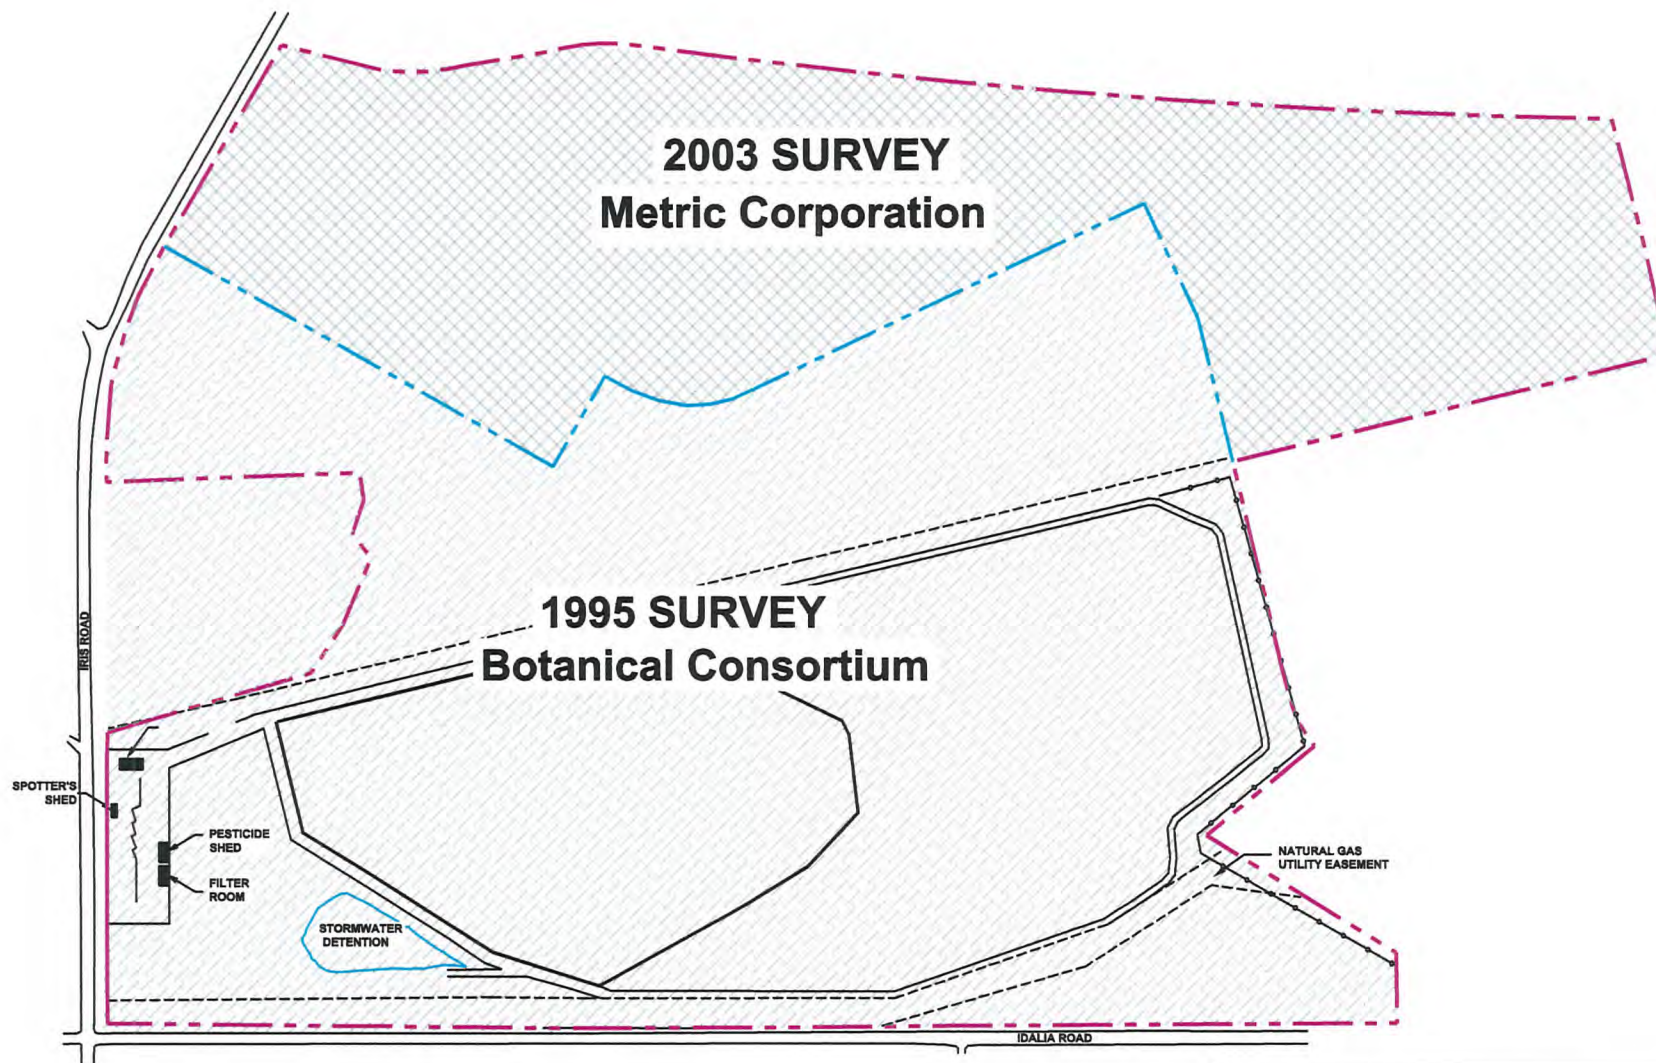 2003 SURVEY
Metric Corporation
1995 SURVEY
Botanical Consortium
IRIS ROAD
SPOTTER'S
SHED
PESTICIDE
SHED
FILTER
ROOM
STORMWATER
DETENTION
NATURAL GAS
UTILITY EASEMENT
IDALIA ROAD